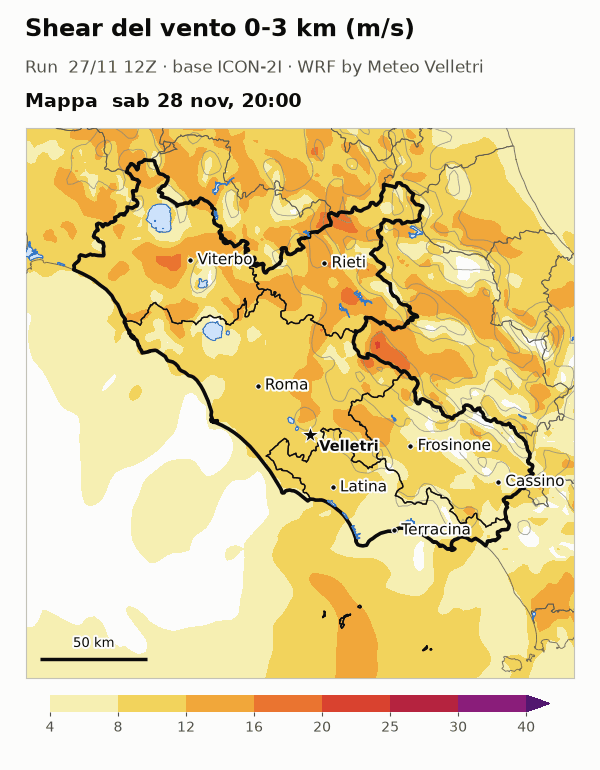 Shear del vento 0-3 km (m/s)
Run  27/11 12Z · base ICON-2I · WRF by Meteo Velletri
Mappa  sab 28 nov, 20:00
Viterbo
Rieti
Roma
Velletri
Frosinone
Cassino
Latina
Terracina
50 km
4 8 12 16 20 25 30 40